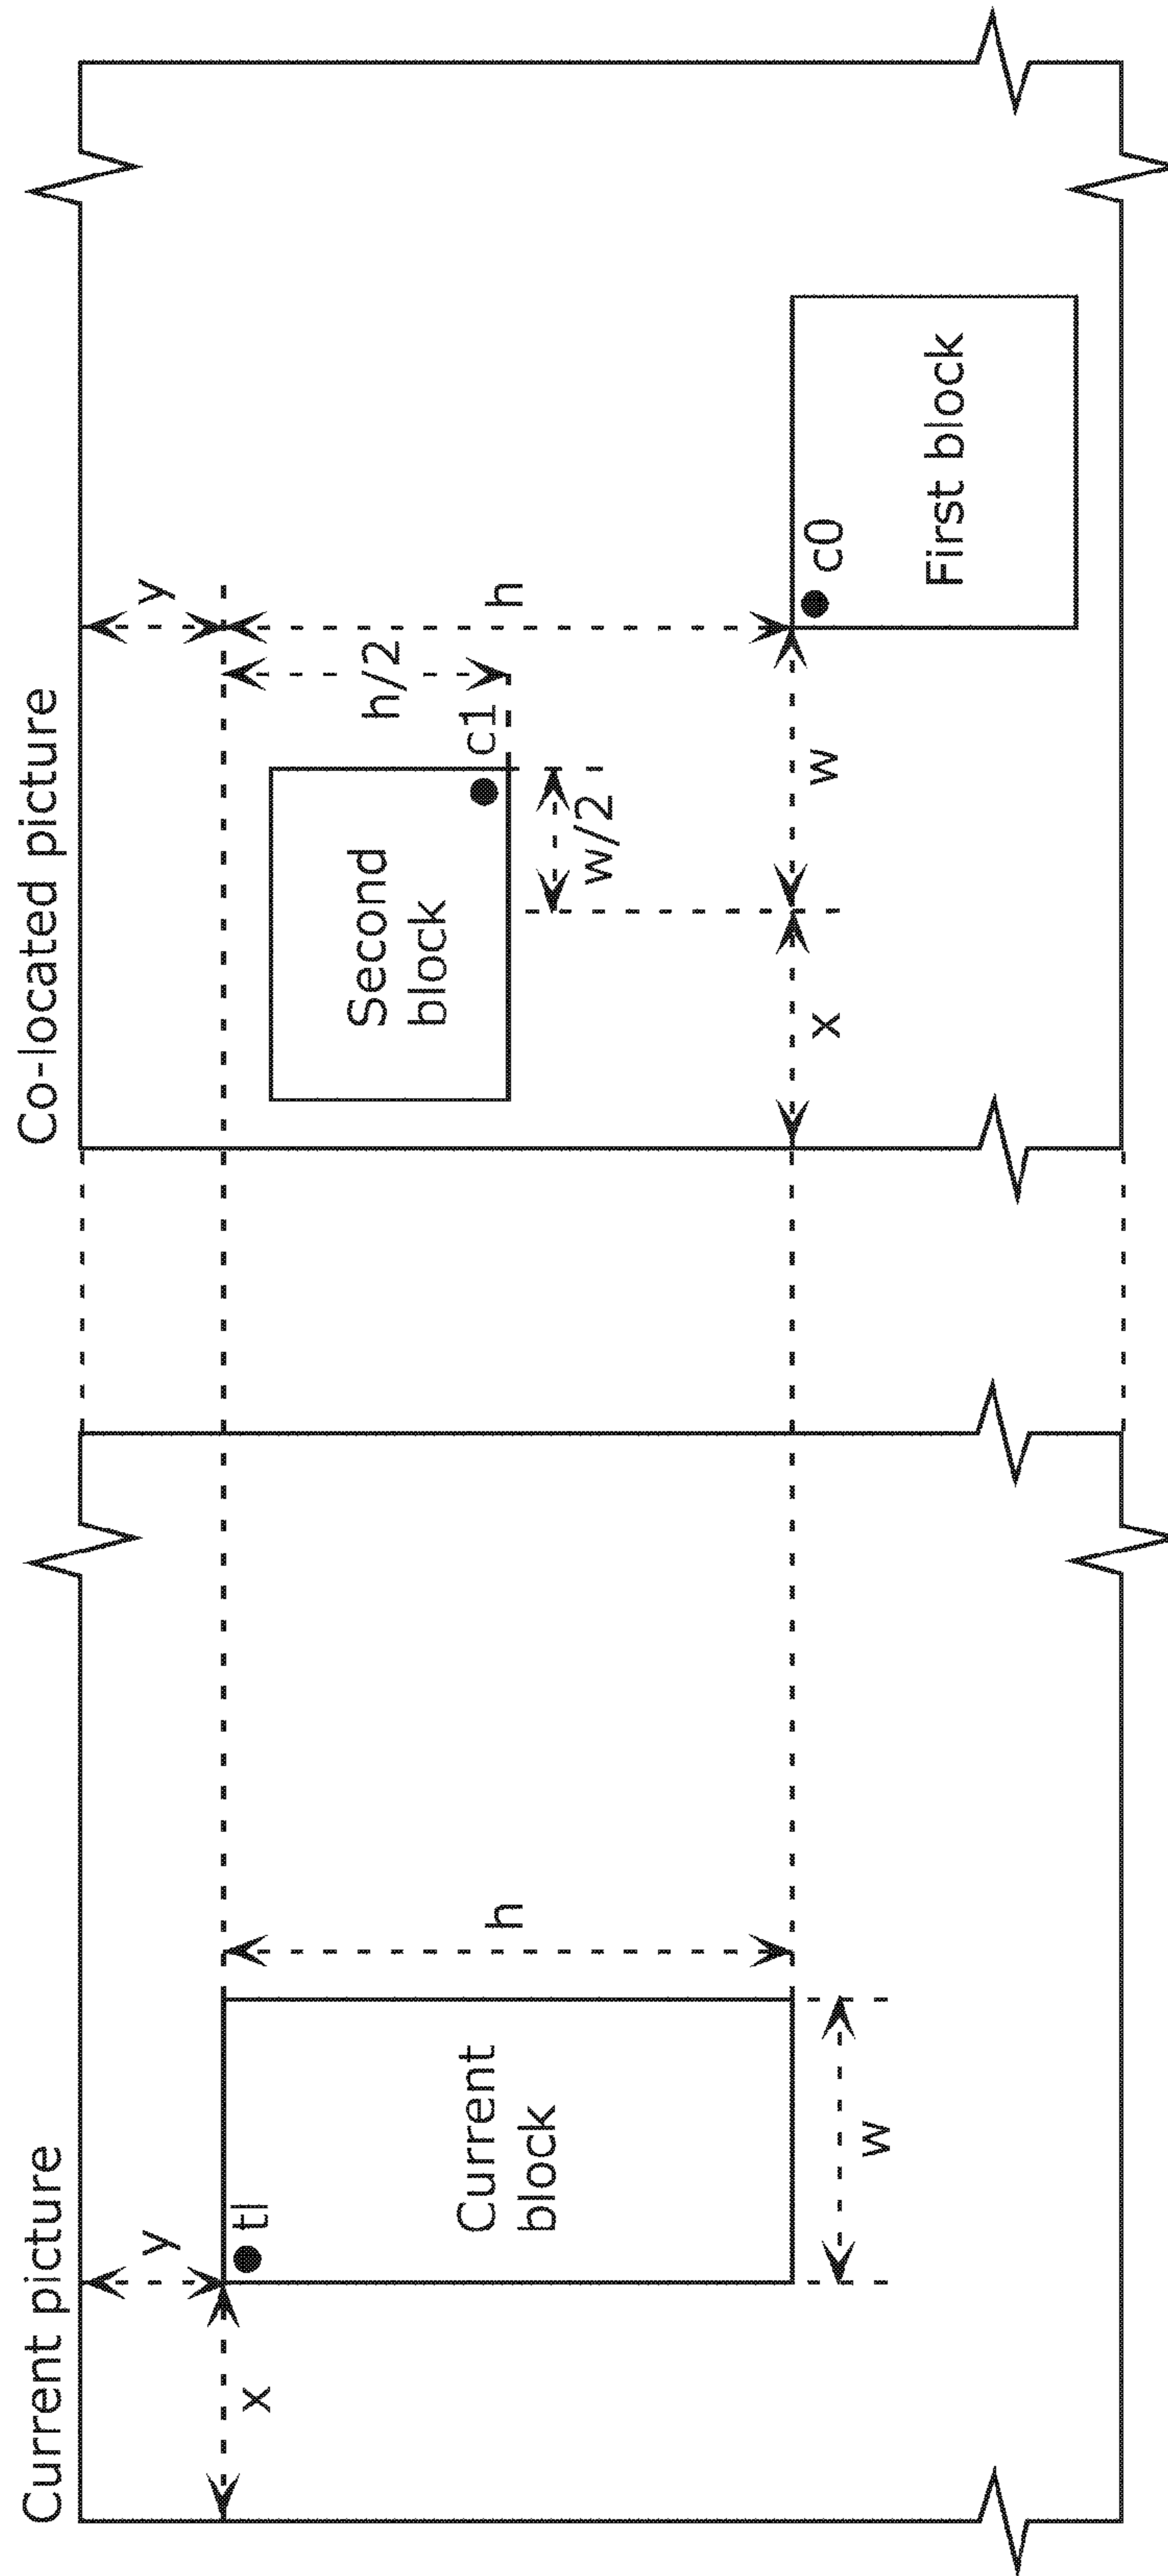 Current picture
y
x
tl
Current
block
h
w
Co-located picture
y
h/2
h
Second
block
c1
w/2
x
w
c0
First block